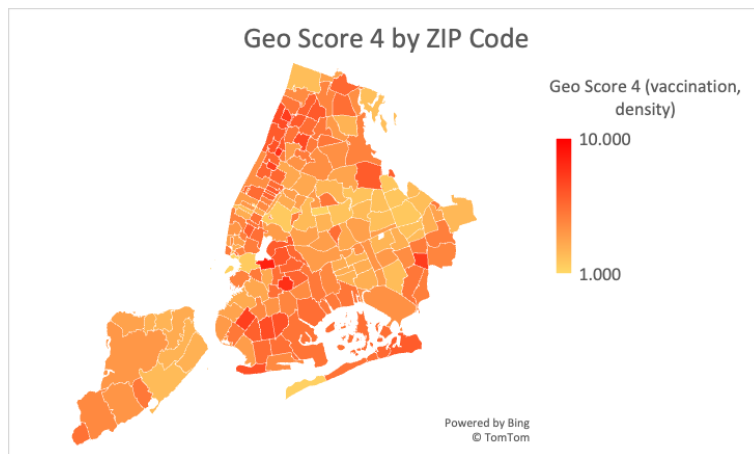 Geo Score 4 by ZIP Code
Geo Score 4 (vaccination,
density)
10.000
1.000
Powered by Bing
© TomTom